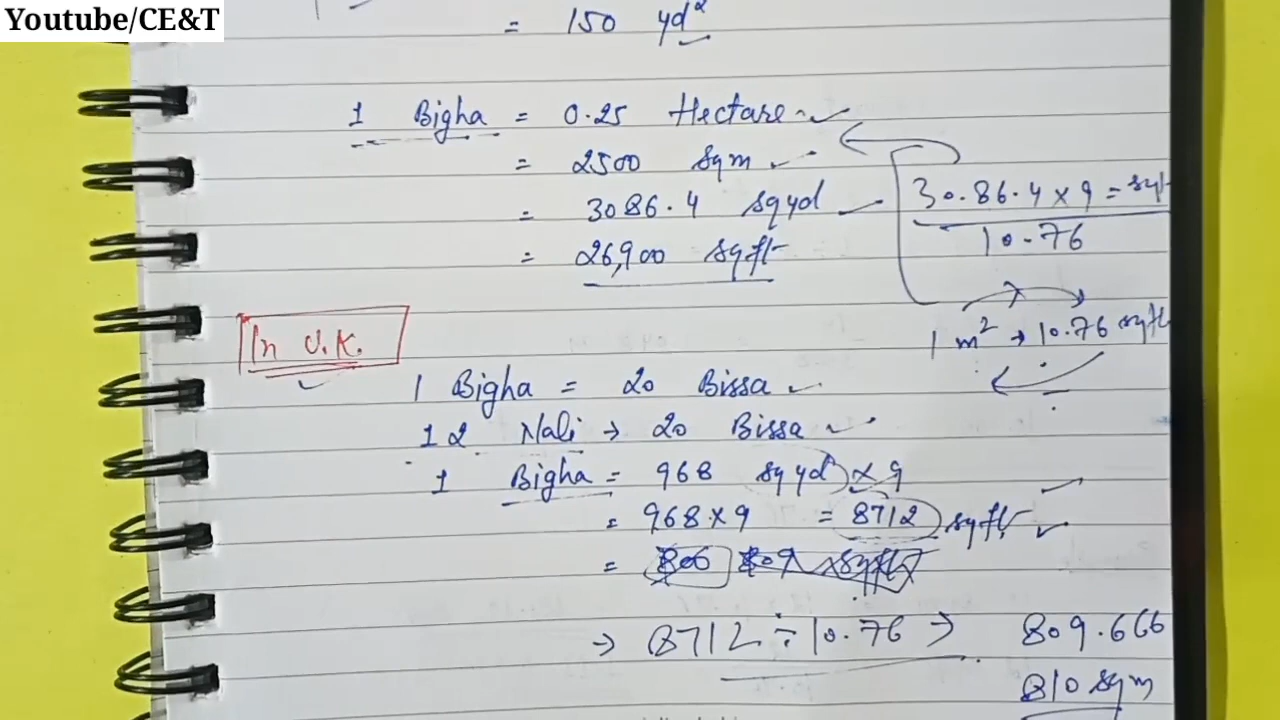 Youtube/CE&T
= 150 yd²
1 Bigha = 0.25 Hectare
= 2500 sqm
= 3086.4 sqyd
= 26,900 sqft
30.86.4 x 9 = sqft
10.76
1 m² → 10.76 sqft
In U.K.
1 Bigha = 20 Bissa
12 Nali → 20 Bissa
1 Bigha = 968 sqyd x 9
= 968 x 9 = 8712 sqft
=
→ 8712 ÷ 10.76 → 809.666
810 sqm